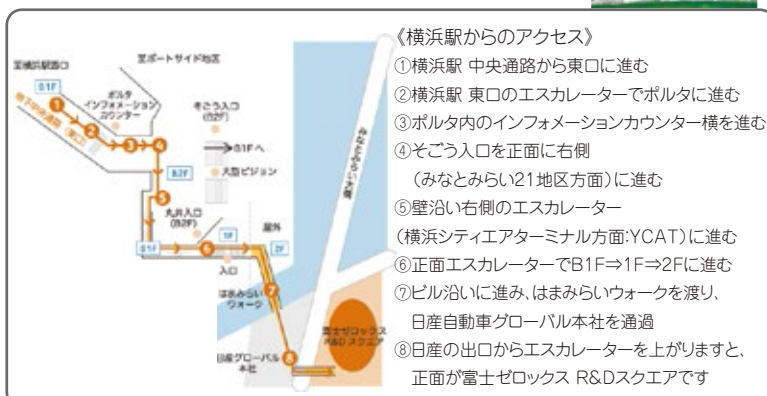 《横浜駅からのアクセス》
①横浜駅 中央通路から東口に進む
②横浜駅 東口のエスカレーターでポルタに進む
③ポルタ内のインフォメーションカウンター横を進む
④そごう入口を正面に右側
（みなとみらい21地区方面）に進む
⑤壁沿い右側のエスカレーター
(横浜シティエアターミナル方面:YCAT)に進む
⑥正面エスカレーターでB1F⇒1F⇒2Fに進む
⑦ビル沿いに進み、はまみらいウォークを渡り、
日産自動車グローバル本社を通過
⑧日産の出口からエスカレーターを上がりますと、
正面が富士ゼロックス R&Dスクエアです
至ポートサイド地区
至横浜駅西口
B1F
ポルタ
インフォメーション
カウンター
そごう入口
(B2F)
地下中央通路（東口）
①
②
③
④
B1Fへ
B2F
大型ビジョン
みなとみらい大橋
⑤
丸井入口
(B2F)
屋外
B1F
⑥
1F
2F
入口
はまみらい
ウォーク
⑦
富士ゼロックス
R&D スクエア
日産グローバル
本社
⑧